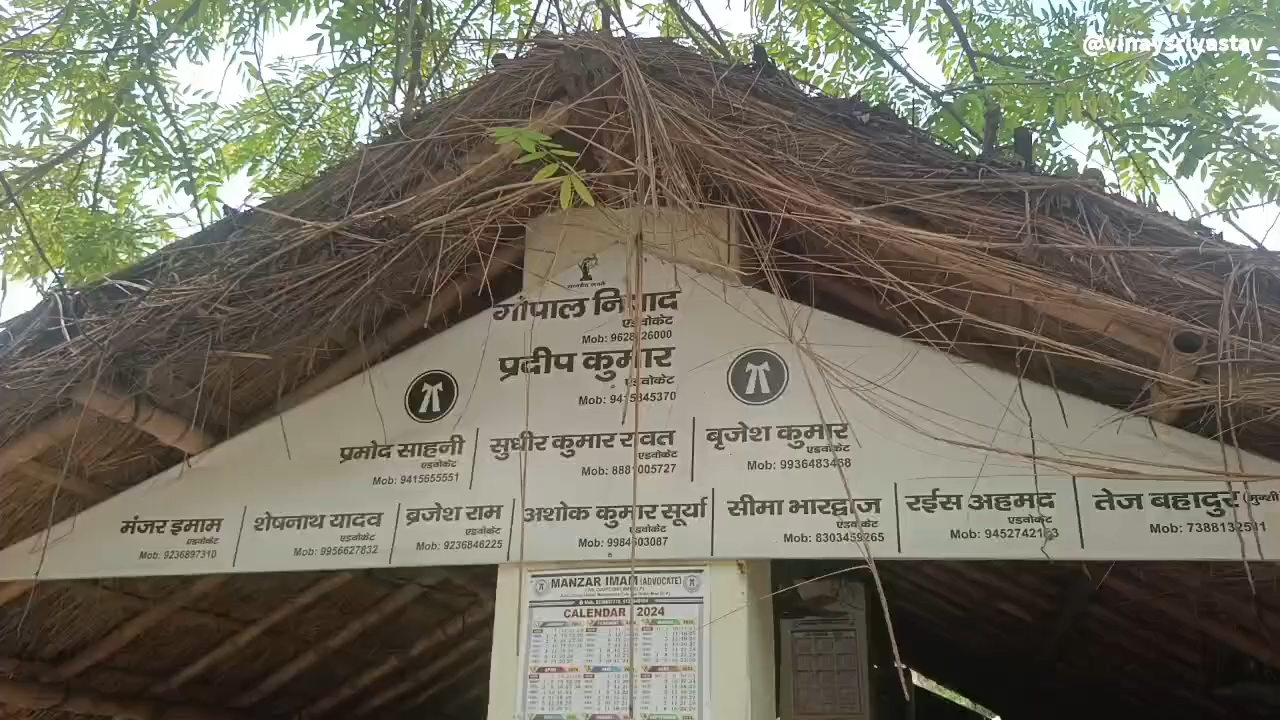 @vinaysrivastav
गोपाल निषाद
एडवोकेट
प्रदीप कुमार
एडवोकेट
प्रमोद साहनी
एडवोकेट
Mob: 9415655551
सुधीर कुमार रावत
एडवोकेट
बृजेश कुमार
एडवोकेट
Mob: 9936483468
मंजर इमाम
एडवोकेट
Mob: 9236897310
शेषनाथ यादव
एडवोकेट
Mob: 9956627832
ब्रजेश राम
एडवोकेट
Mob: 9236846225
अशोक कुमार सूर्या
एडवोकेट
Mob: 9984603087
सीमा भारद्वाज
एडवोकेट
Mob: 8303459265
रईस अहमद
एडवोकेट
तेज बहादुर (मुन्शी)
MANZAR IMAM (ADVOCATE)
CALENDAR 2024